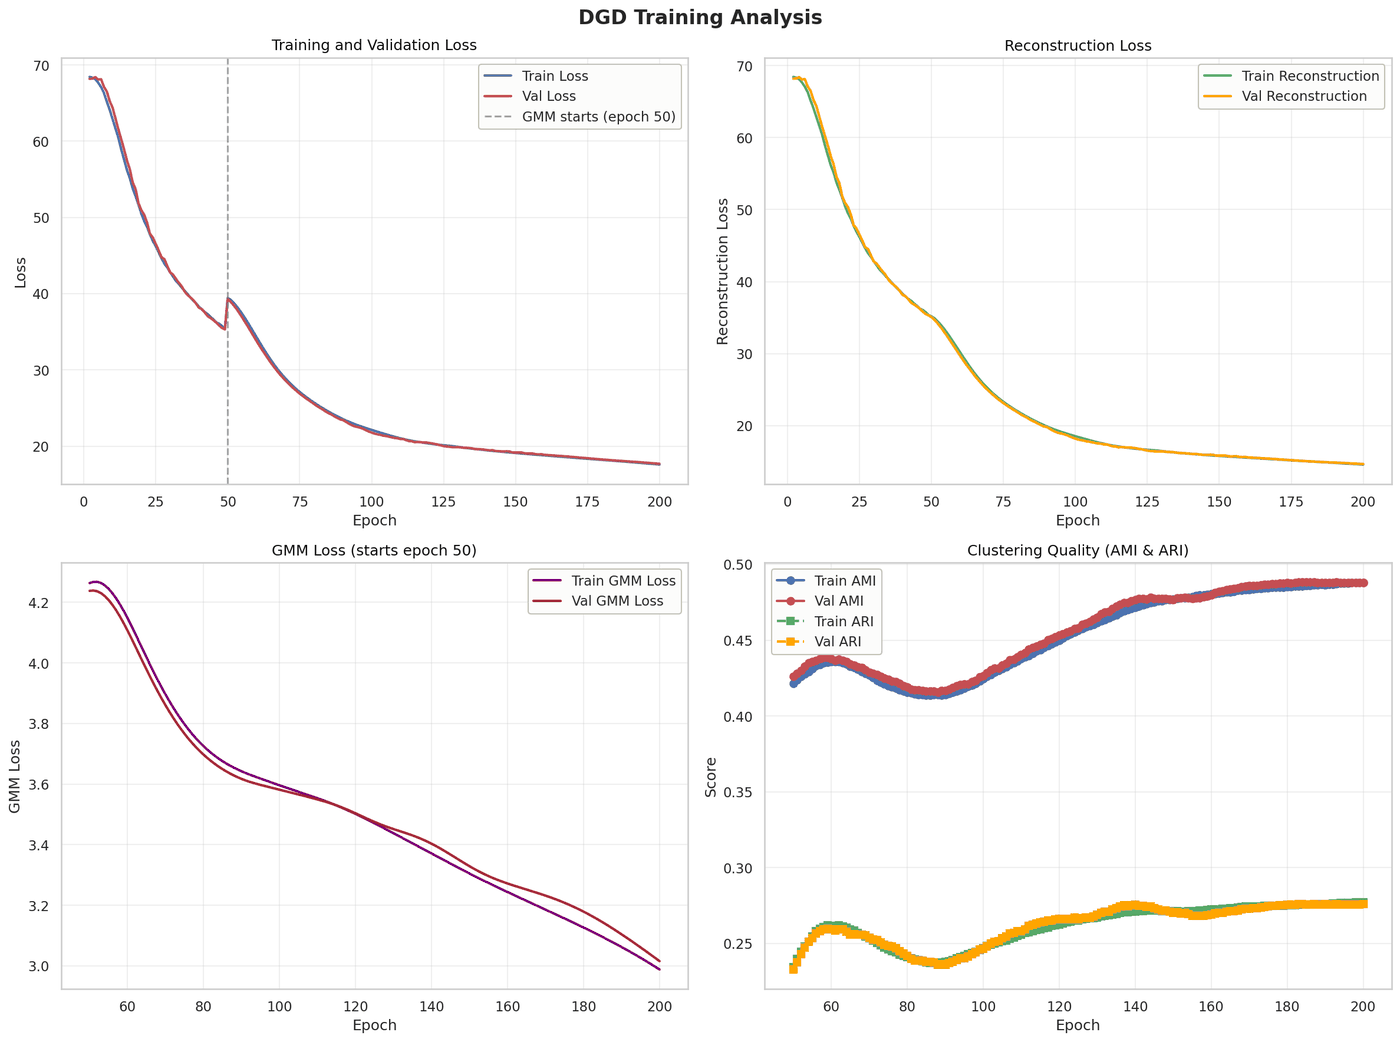 DGD Training Analysis
Training and Validation Loss
70
60
50
40
30
20
Loss
0 25 50 75 100 125 150 175 200
Epoch
Train Loss
Val Loss
GMM starts (epoch 50)
Reconstruction Loss
70
60
50
40
30
20
Reconstruction Loss
0 25 50 75 100 125 150 175 200
Epoch
Train Reconstruction
Val Reconstruction
GMM Loss (starts epoch 50)
4.2
4.0
3.8
3.6
3.4
3.2
3.0
GMM Loss
60 80 100 120 140 160 180 200
Epoch
Train GMM Loss
Val GMM Loss
Clustering Quality (AMI & ARI)
0.50
0.45
0.40
0.35
0.30
0.25
Score
60 80 100 120 140 160 180 200
Epoch
Train AMI
Val AMI
Train ARI
Val ARI